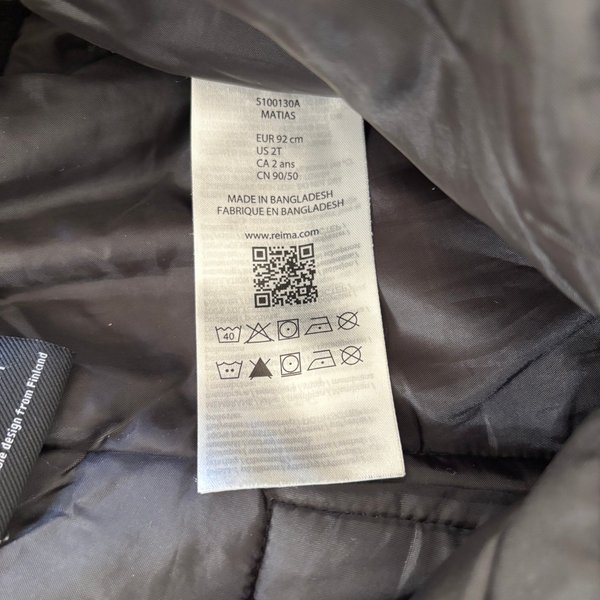 5100130A
MATIAS
EUR 92 cm
US 2T
CA 2 ans
CN 90/50
MADE IN BANGLADESH
FABRIQUE EN BANGLADESH
www.reima.com
40
design from Finland